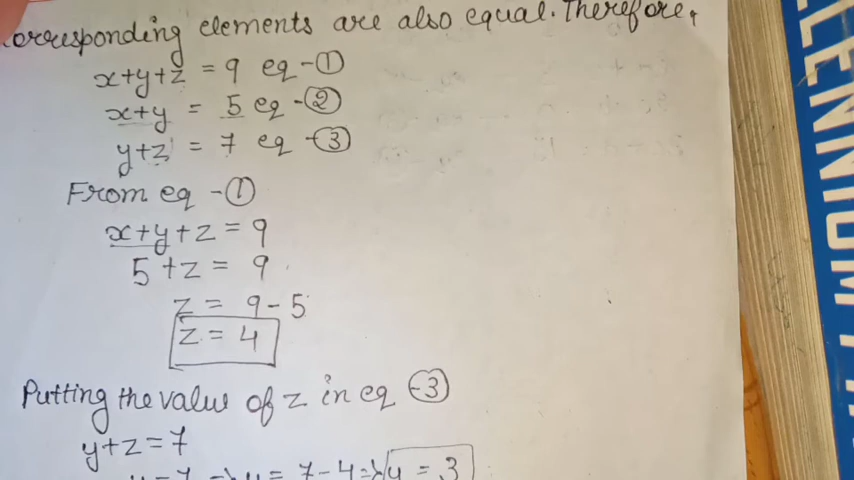 corresponding elements are also equal. Therefore,
x+y+z = 9 eq-①
x+y = 5 eq-②
y+z = 7 eq-③
From eq-①
x+y+z = 9
5+z = 9
z = 9-5
z = 4
Putting the value of z in eq-③
y+z=7
y = 7-4 => y = 3
LLENNIUM